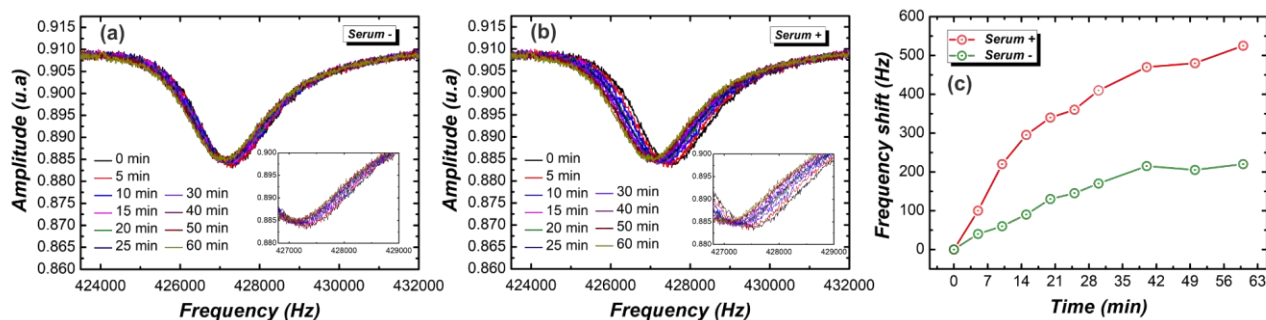 (a)
Serum -
Amplitude (u.a)
0.915
0.910
0.905
0.900
0.895
0.890
0.885
0.880
0.875
0.870
0.865
0.860
0 min
5 min
10 min
15 min
20 min
25 min
30 min
40 min
50 min
60 min
0.900
0.895
0.890
0.885
0.880
427000 428000 429000
424000 426000 428000 430000 432000
Frequency (Hz)
(b)
Serum +
Amplitude (u.a)
0.915
0.910
0.905
0.900
0.895
0.890
0.885
0.880
0.875
0.870
0.865
0.860
0 min
5 min
10 min
15 min
20 min
25 min
30 min
40 min
50 min
60 min
0.900
0.895
0.890
0.885
0.880
427000 428000 429000
424000 426000 428000 430000 432000
Frequency (Hz)
Serum +
Serum -
(c)
Frequency shift (Hz)
600
500
400
300
200
100
0
0 7 14 21 28 35 42 49 56 63
Time (min)